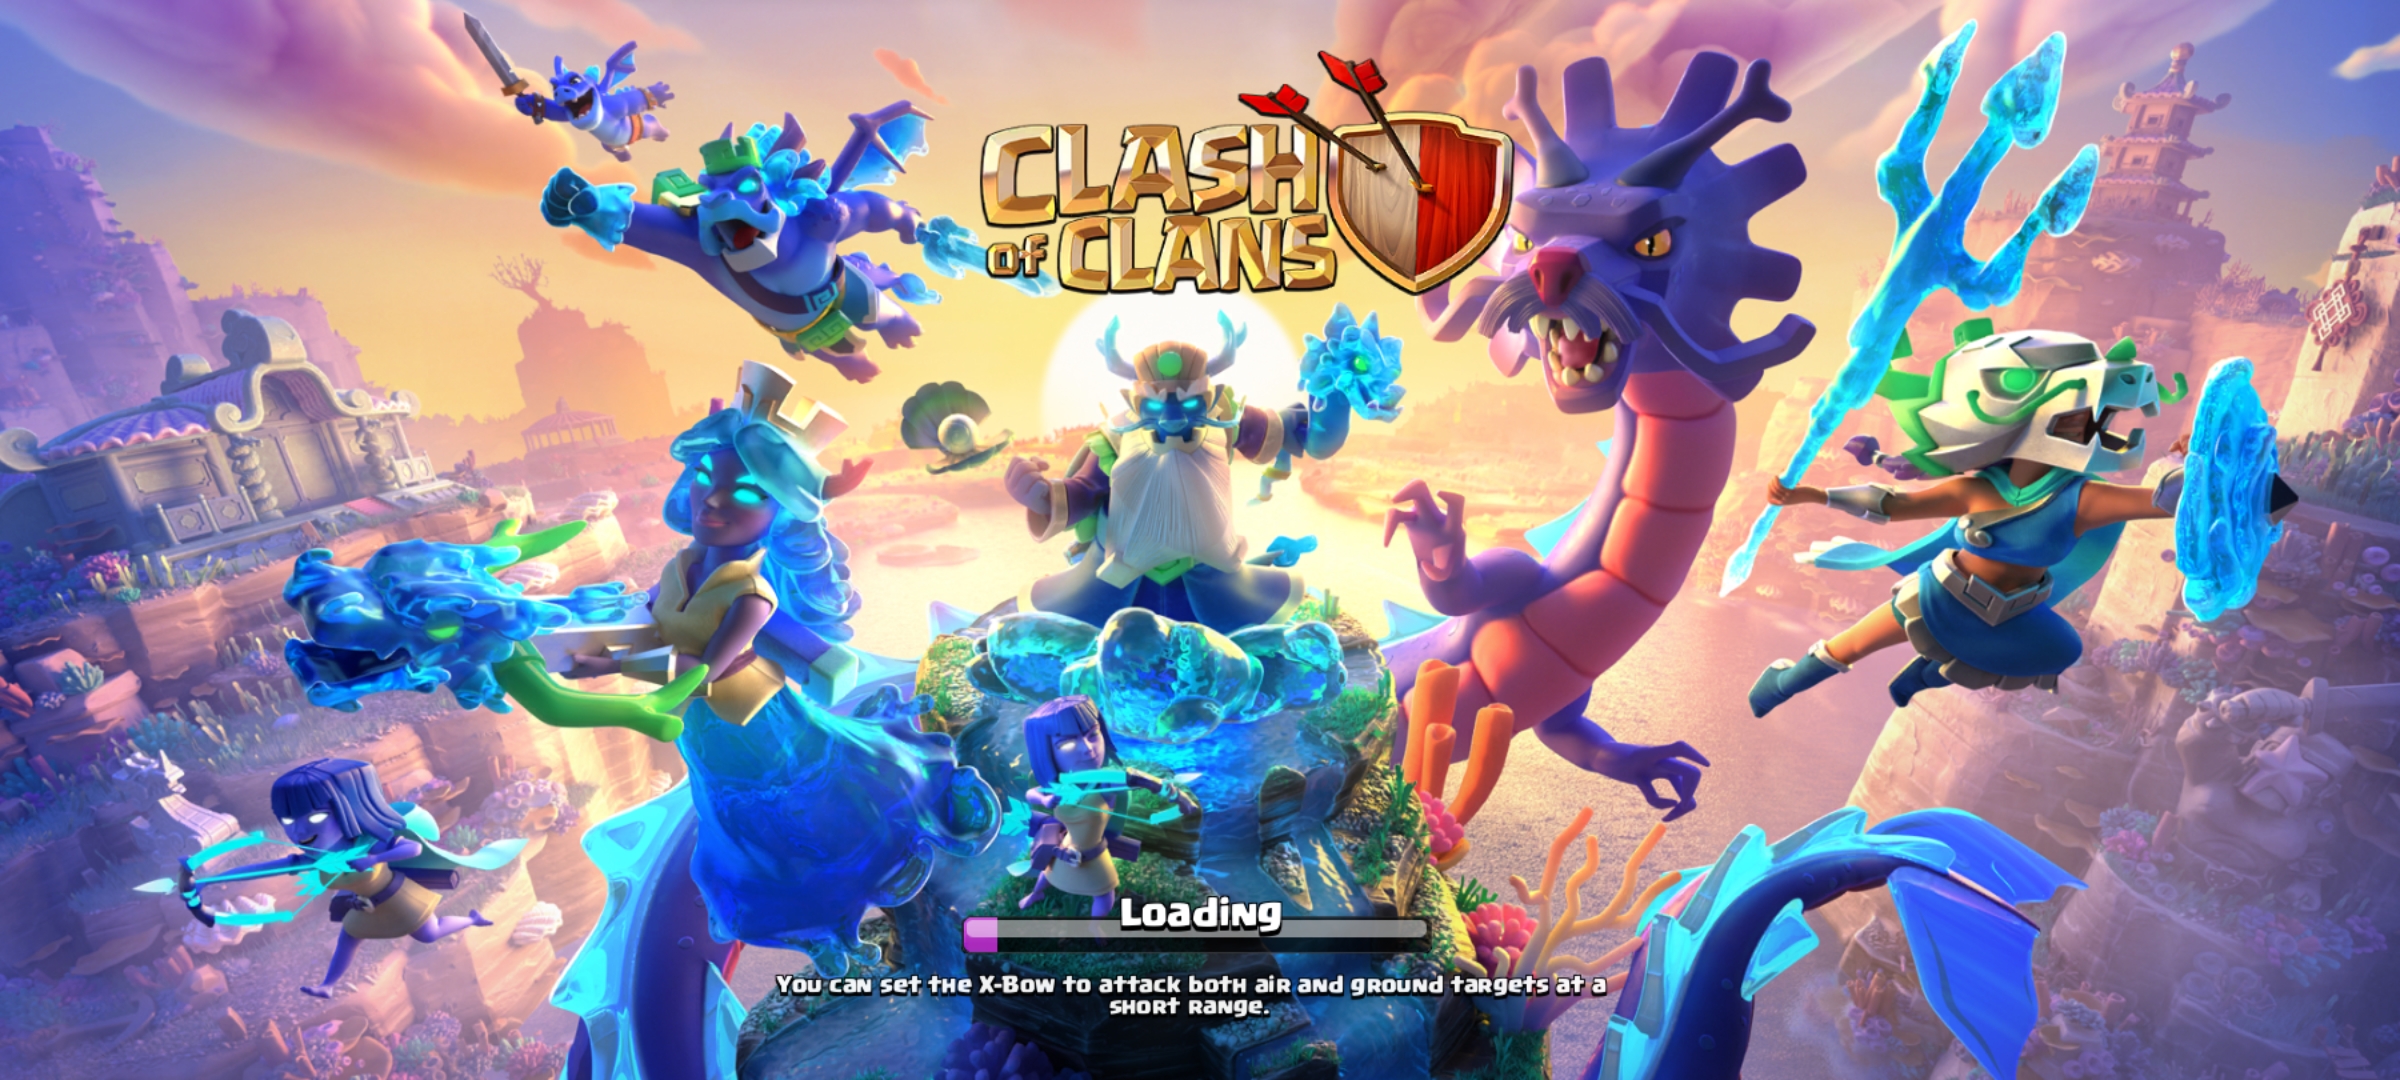 CLASH
OF CLANS
Loading
You can set the X-Bow to attack both air and ground targets at a
short range.